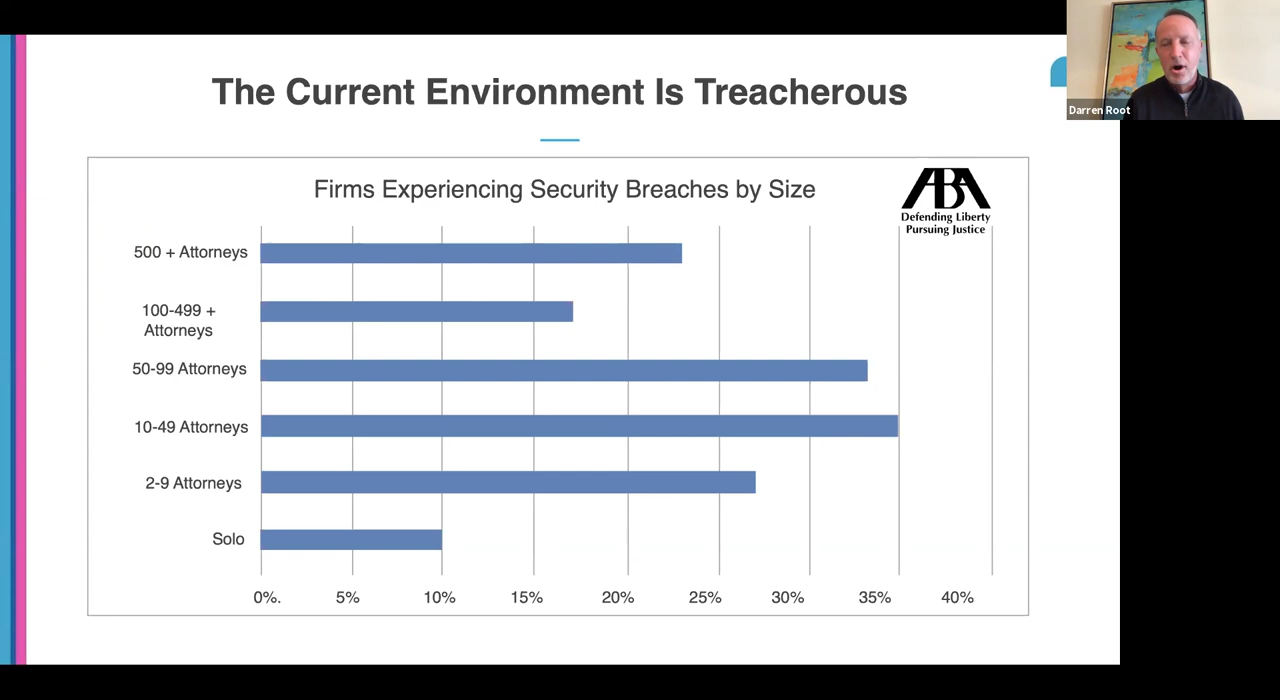 The Current Environment Is Treacherous
Darren Root
Firms Experiencing Security Breaches by Size
ABA
Defending Liberty
Pursuing Justice
500 + Attorneys
100-499 +
Attorneys
50-99 Attorneys
10-49 Attorneys
2-9 Attorneys
Solo
0%. 5% 10% 15% 20% 25% 30% 35% 40%